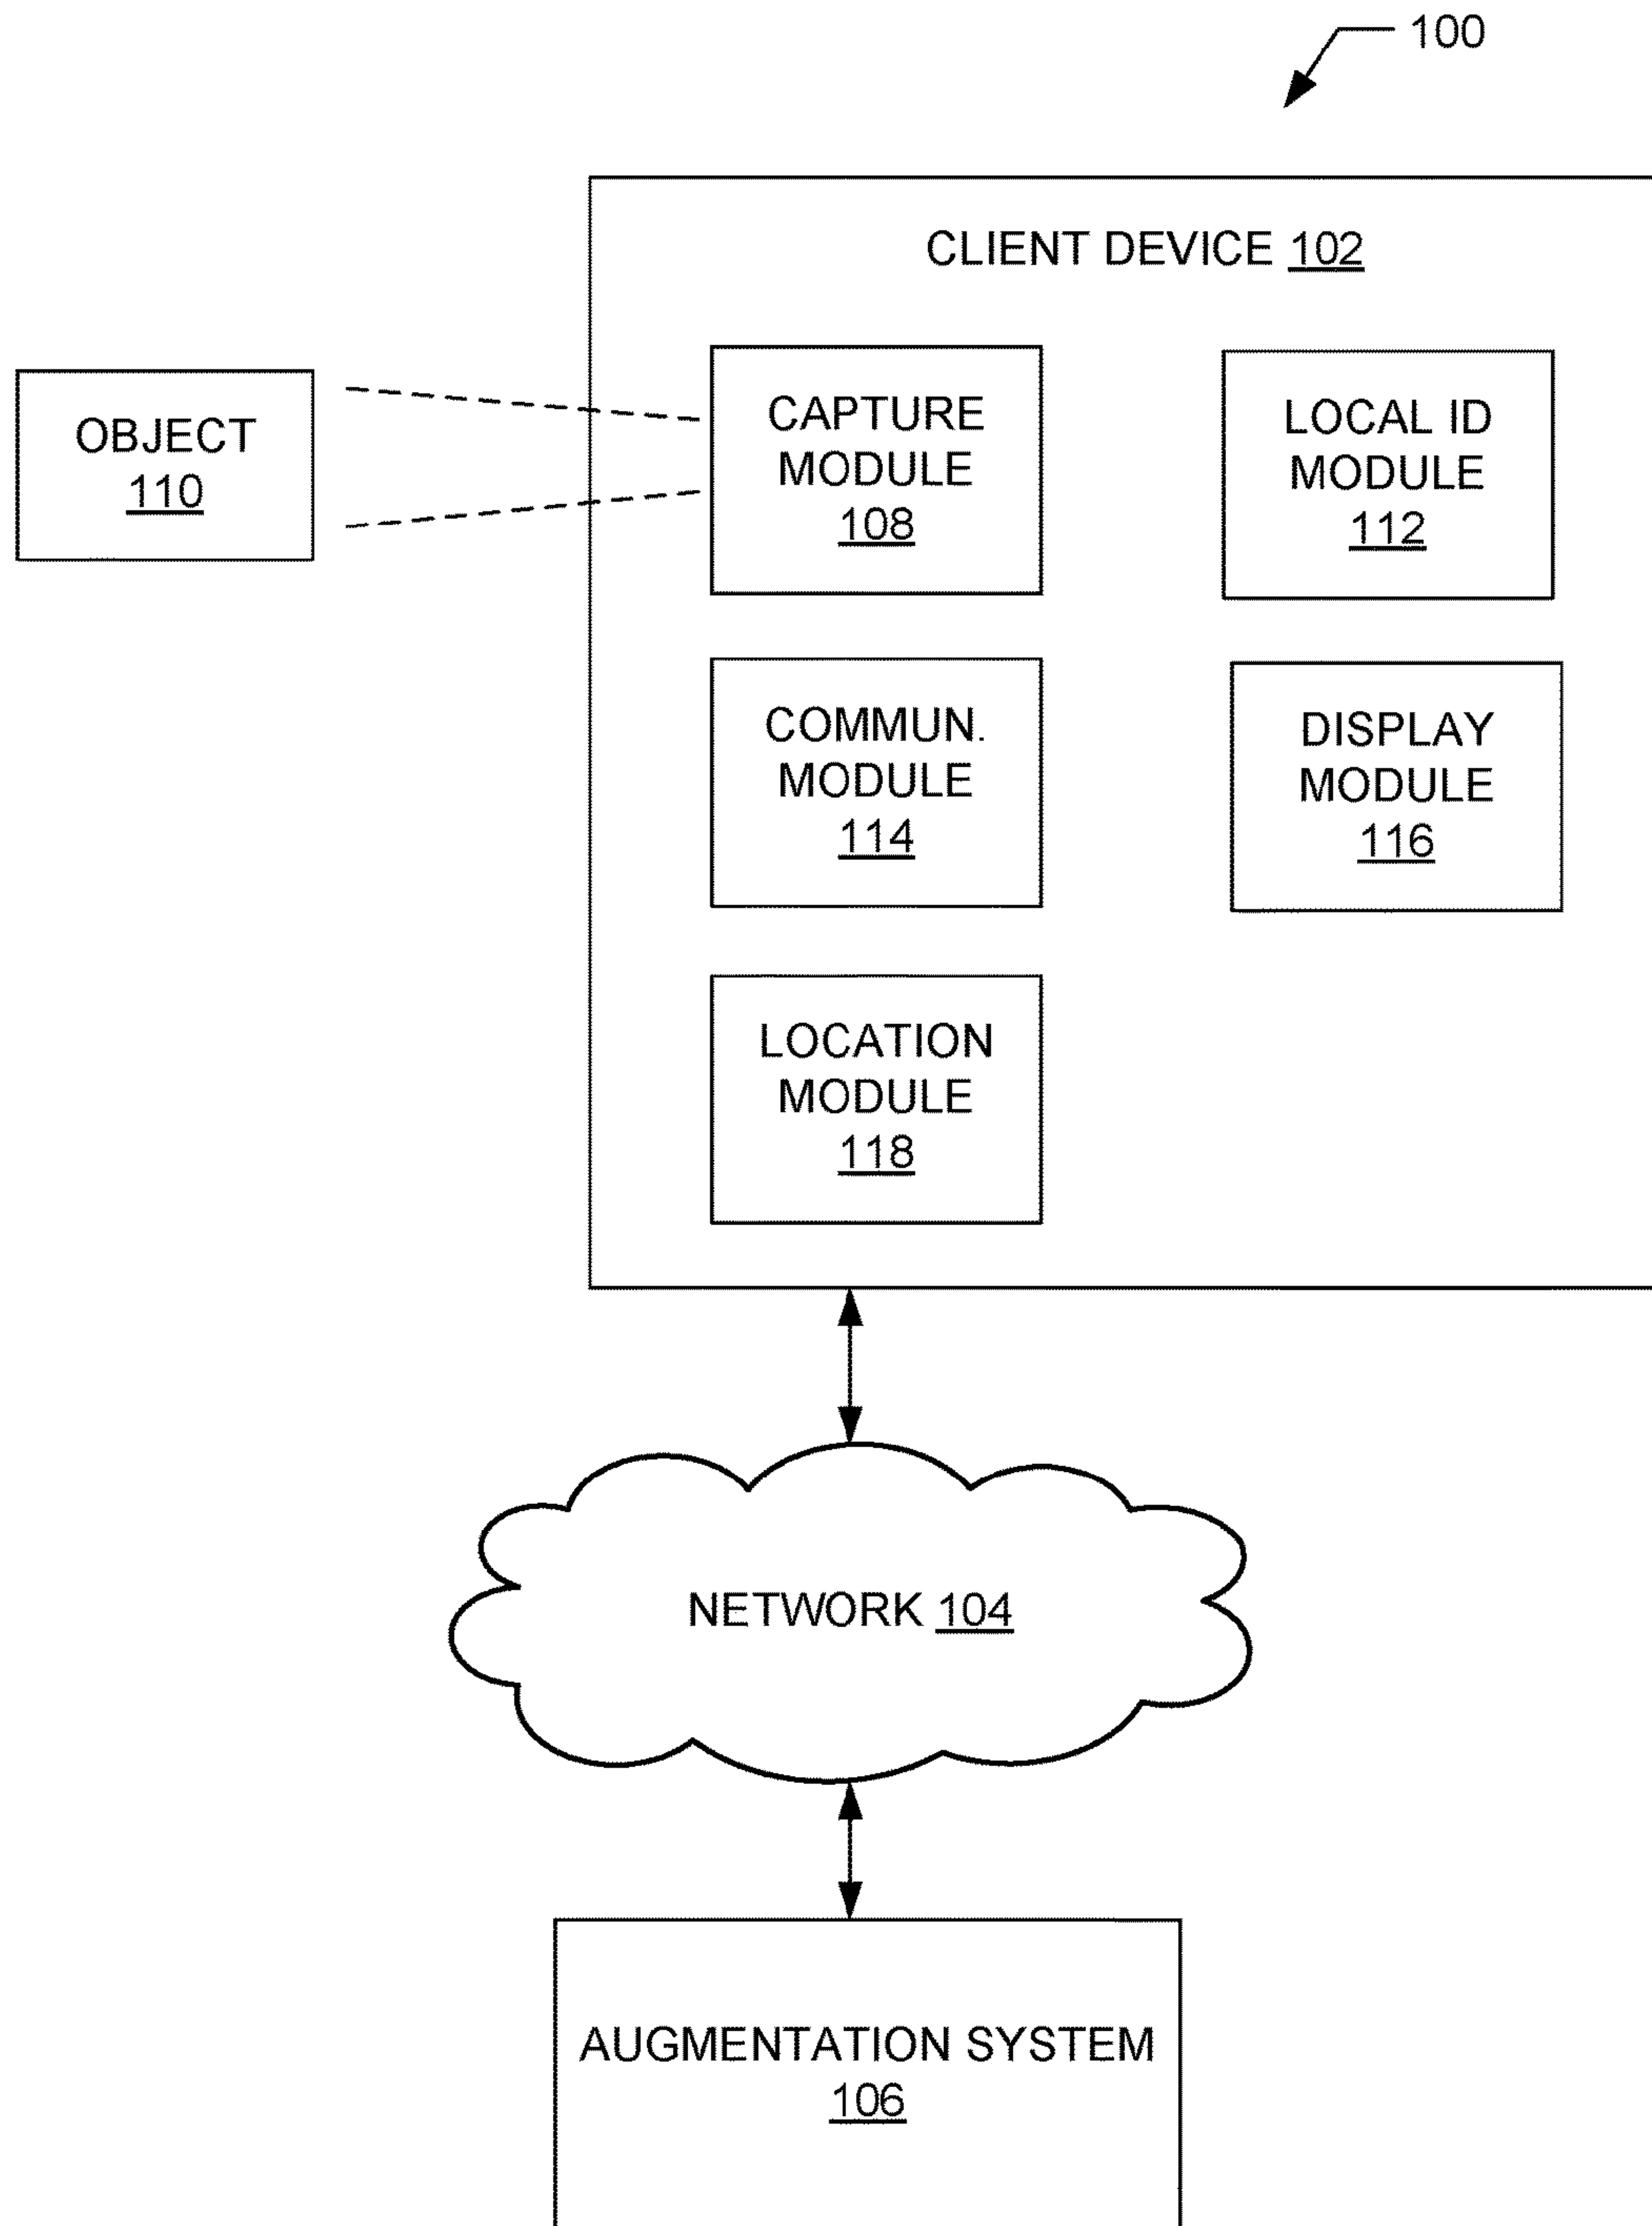 100
CLIENT DEVICE 102
OBJECT
110
CAPTURE
MODULE
108
LOCAL ID
MODULE
112
COMMUN.
MODULE
114
DISPLAY
MODULE
116
LOCATION
MODULE
118
NETWORK 104
AUGMENTATION SYSTEM
106